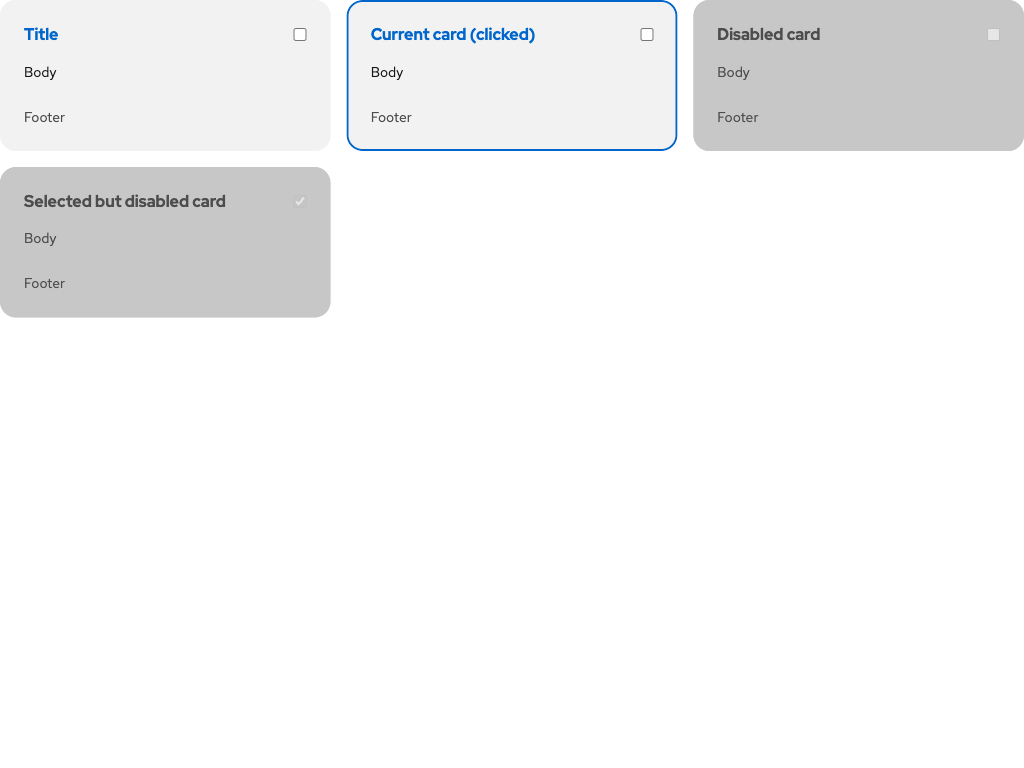 Title
Body
Footer
Current card (clicked)
Body
Footer
Disabled card
Body
Footer
Selected but disabled card
Body
Footer